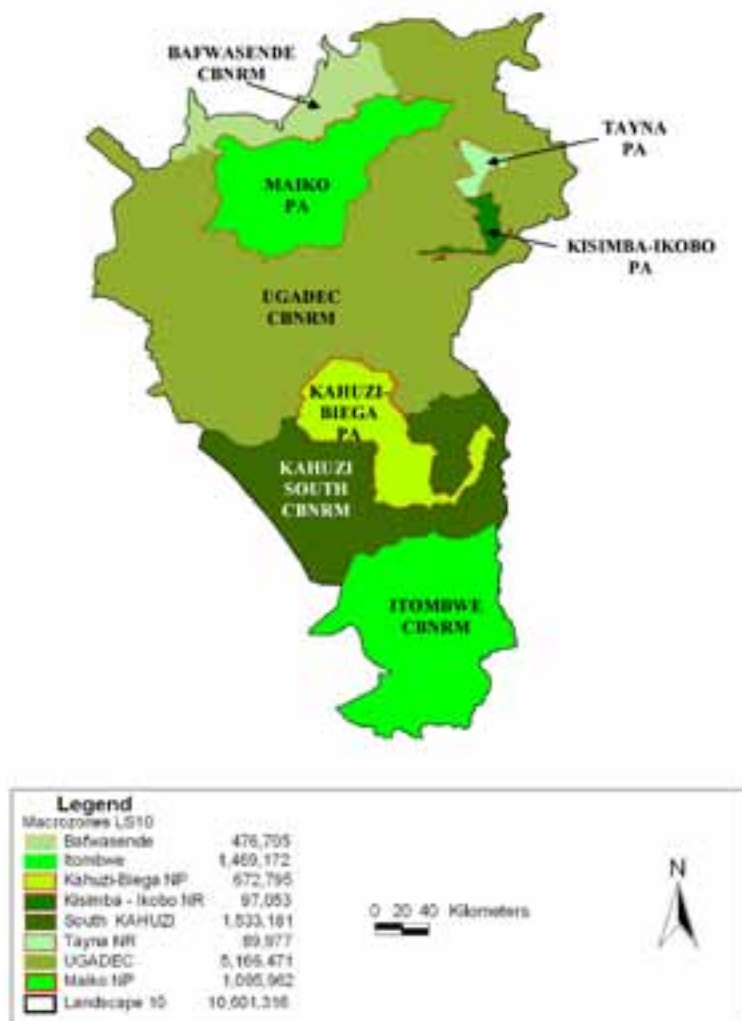 BAFWASENDE
CBNRM
TAYNA
PA
MAIKO
PA
KISIMBA-IKOBO
PA
UGADEC
CBNRM
KAHUZI-
BIEGA
PA
KAHUZI
SOUTH
CBNRM
ITOMBWE
CBNRM
Legend
Macrozones LS10
Bafwasende 476,705
Itombwe 1,469,172
Kahuzi-Biega NP 672,795
Kisimba - Ikobo NR 97,053
South KAHUZI 1,533,181
Tayna NR 89,977
UGADEC 5,166,471
Maiko NP 1,095,962
Landscape 10 10,601,316
0 20 40 Kilometers
N